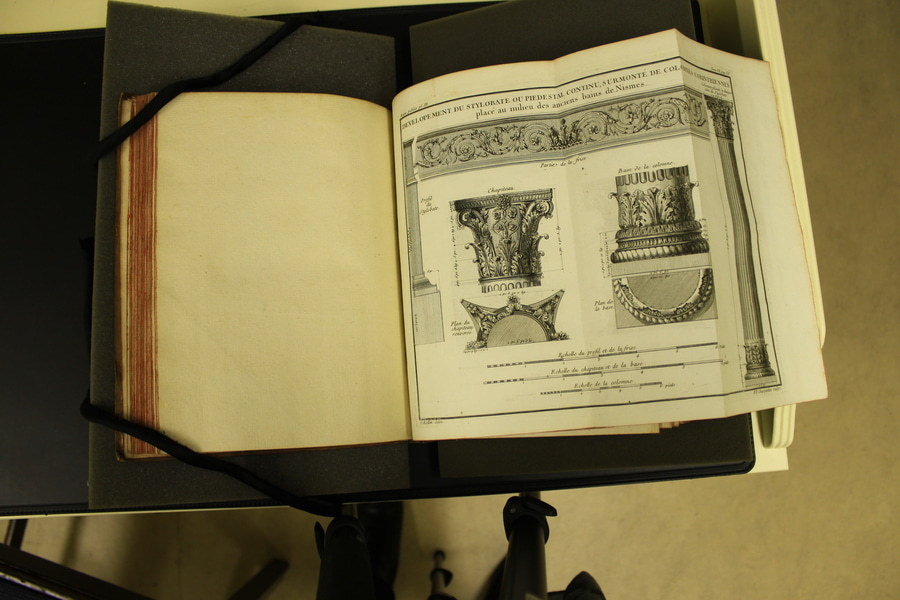 DEVELOPEMENT DU STYLOBATE OU PIEDESTAL CONTINU, SURMONTÉ DE COLONNES CORINTHIENNES
placé au milieu des anciens bains de Nismes.
Partie de la frise
Profil
du
stylobate
Chapiteau
Base de la colonne
Plan du
chapiteau
renversé
Plan de
la base
Echelle du profil et de la frise
Echelle du chapiteau et de la base
Echelle de la colonne